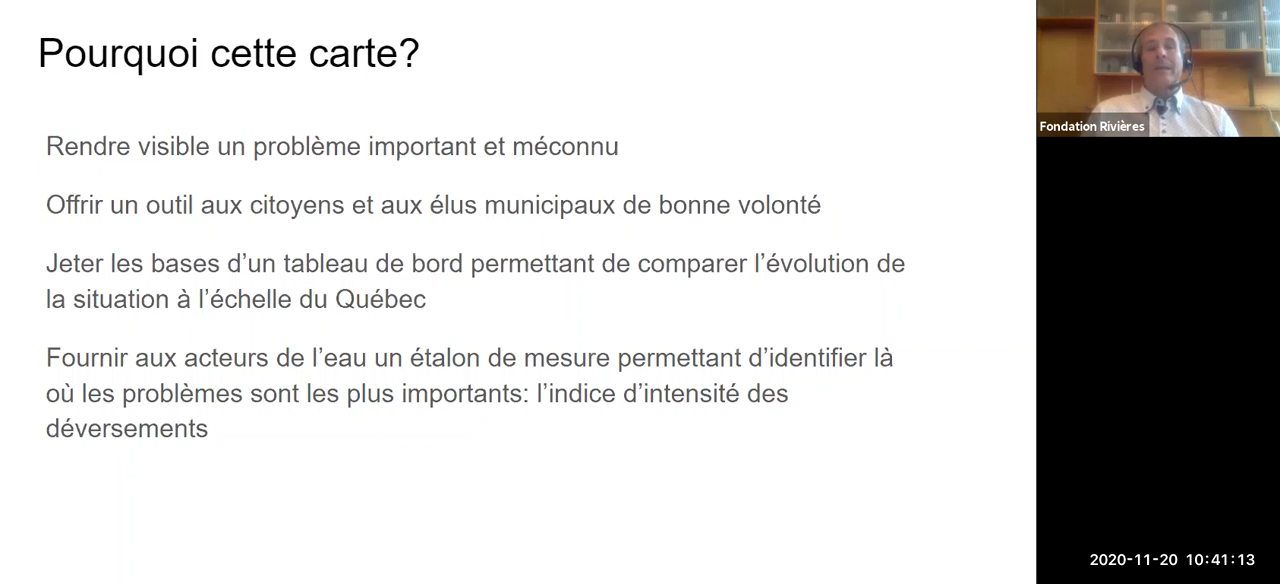 Pourquoi cette carte?
Rendre visible un problème important et méconnu
Offrir un outil aux citoyens et aux élus municipaux de bonne volonté
Jeter les bases d’un tableau de bord permettant de comparer l’évolution de
la situation à l’échelle du Québec
Fournir aux acteurs de l’eau un étalon de mesure permettant d’identifier là
où les problèmes sont les plus importants: l’indice d’intensité des
déversements
Fondation Rivières
2020-11-20 10:41:13